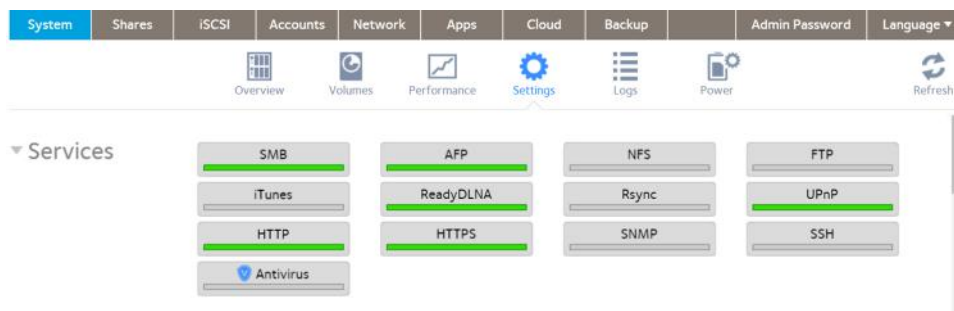 System Shares iSCSI Accounts Network Apps Cloud Backup Admin Password Language
Overview Volumes Performance Settings Logs Power Refresh
Services
SMB AFP NFS FTP
iTunes ReadyDLNA Rsync UPnP
HTTP HTTPS SNMP SSH
Antivirus